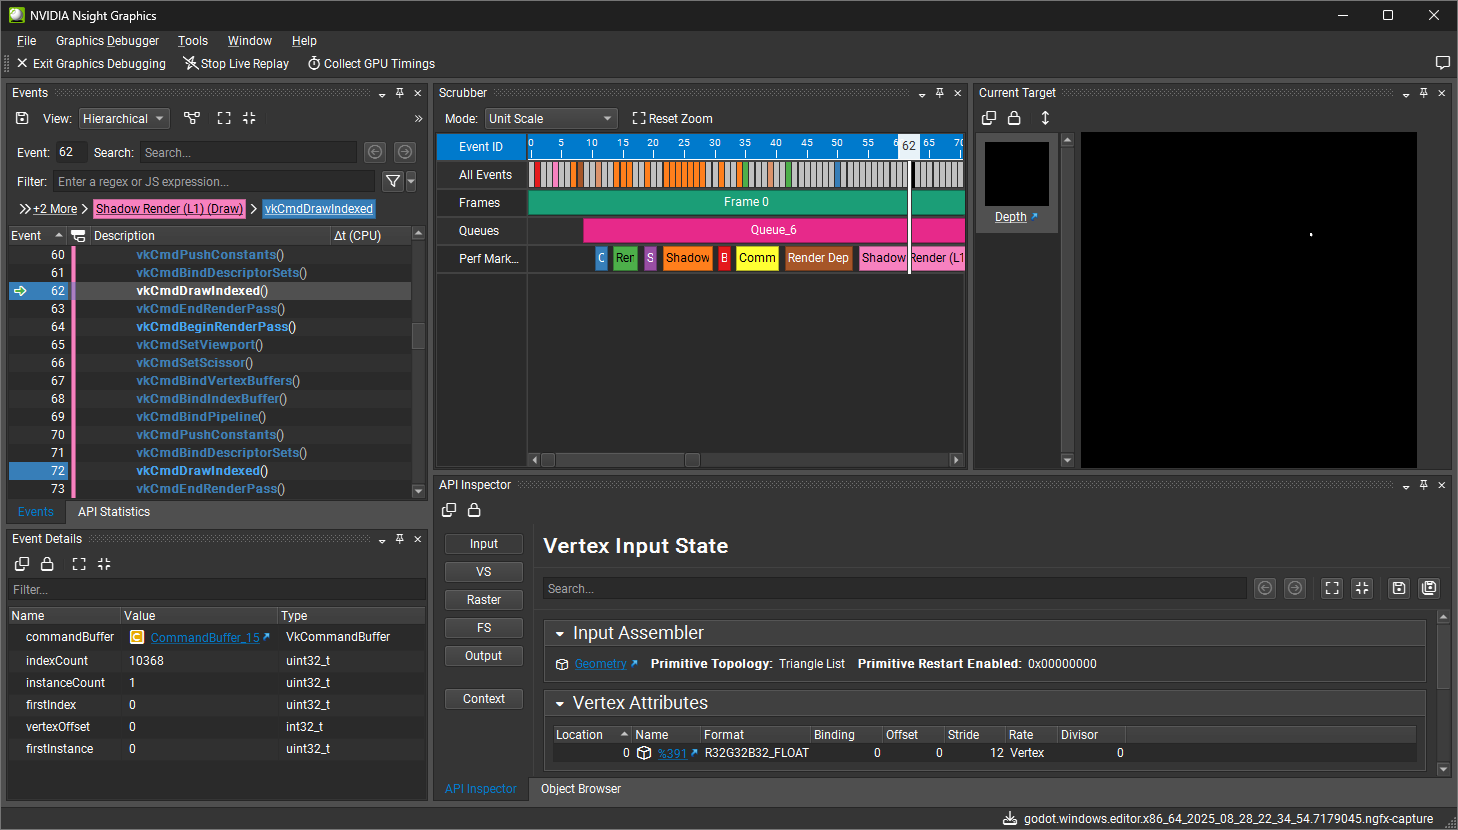 NVIDIA Nsight Graphics
File Graphics Debugger Tools Window Help
Exit Graphics Debugging Stop Live Replay Collect GPU Timings
Events
View: Hierarchical
Event: 62 Search: Search...
Filter: Enter a regex or JS expression...
+2 More > Shadow Render (L1) (Draw) > vkCmdDrawIndexed
Event Description Δt (CPU)
60 vkCmdPushConstants()
61 vkCmdBindDescriptorSets()
62 vkCmdDrawIndexed()
63 vkCmdEndRenderPass()
64 vkCmdBeginRenderPass()
65 vkCmdSetViewport()
66 vkCmdSetScissor()
67 vkCmdBindVertexBuffers()
68 vkCmdBindIndexBuffer()
69 vkCmdBindPipeline()
70 vkCmdPushConstants()
71 vkCmdBindDescriptorSets()
72 vkCmdDrawIndexed()
73 vkCmdEndRenderPass()
Events API Statistics
Event Details
Filter...
Name Value Type
commandBuffer C CommandBuffer_15 VkCommandBuffer
indexCount 10368 uint32_t
instanceCount 1 uint32_t
firstIndex 0 uint32_t
vertexOffset 0 int32_t
firstInstance 0 uint32_t
Scrubber
Mode: Unit Scale Reset Zoom
Event ID 0 5 10 15 20 25 30 35 40 45 50 55 62 65 70
All Events
Frames Frame 0
Queues Queue_6
Perf Mark... C Rer S Shadow B Comm Render Dep Shadow Render (L1
Current Target
Depth
API Inspector
Input
VS
Raster
FS
Output
Context
Vertex Input State
Search...
Input Assembler
Geometry Primitive Topology: Triangle List Primitive Restart Enabled: 0x00000000
Vertex Attributes
Location Name Format Binding Offset Stride Rate Divisor
0 %391 R32G32B32_FLOAT 0 0 12 Vertex 0
API Inspector Object Browser
godot.windows.editor.x86_64_2025_08_28_22_34_54.7179045.ngfx-capture